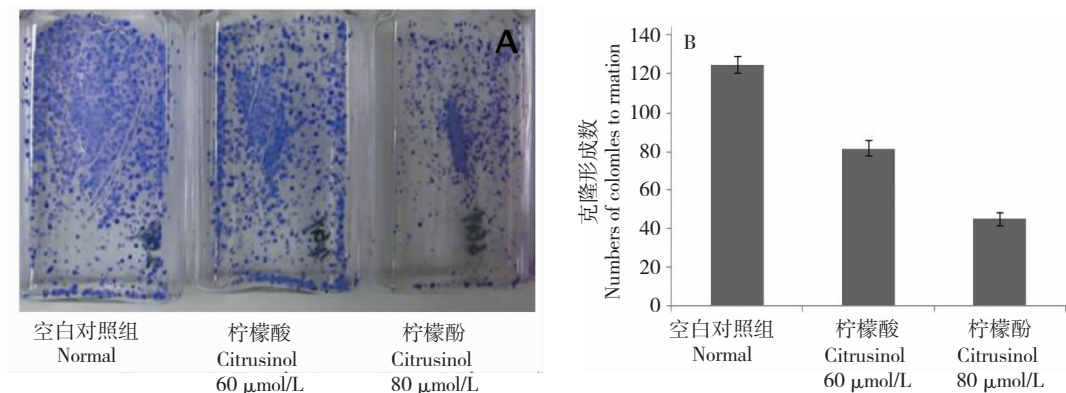 A
空白对照组
Normal
柠檬酸
Citrusinol
60 μmol/L
柠檬酚
Citrusinol
80 μmol/L
B
克隆形成数
Numbers of colomles to rmation
140
120
100
80
60
40
20
0
空白对照组
Normal
柠檬酸
Citrusinol
60 μmol/L
柠檬酚
Citrusinol
80 μmol/L